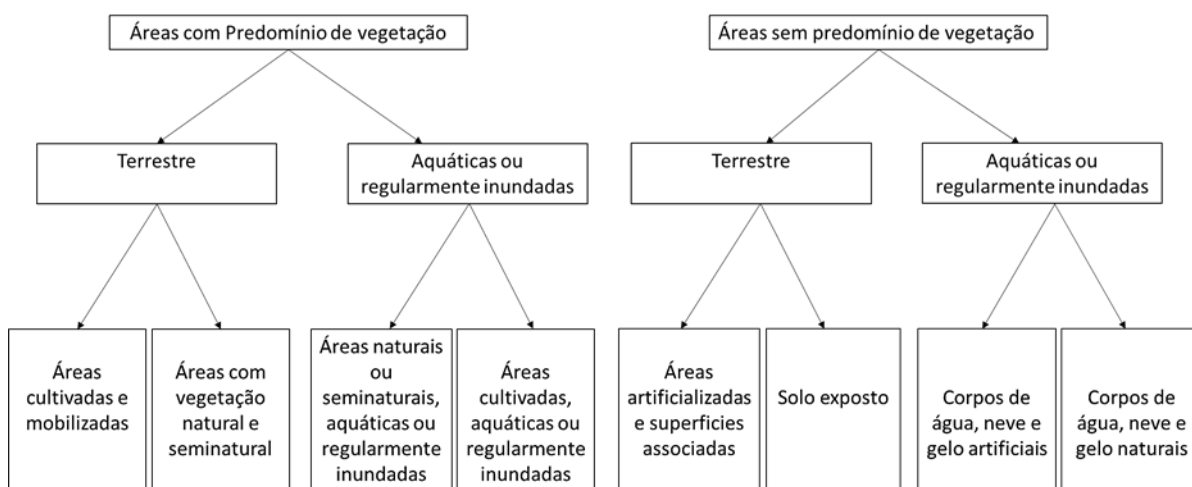 Áreas com Predomínio de vegetação
Áreas sem predomínio de vegetação
Terrestre
Aquáticas ou
regularmente inundadas
Terrestre
Aquáticas ou
regularmente inundadas
Áreas
cultivadas e
mobilizadas
Áreas com
vegetação
natural e
seminatural
Áreas naturais
ou
seminaturais,
aquáticas ou
regularmente
inundadas
Áreas
cultivadas,
aquáticas ou
regularmente
inundadas
Áreas
artificializadas
e superficies
associadas
Solo exposto
Corpos de
água, neve e
gelo artificiais
Corpos de
água, neve e
gelo naturais